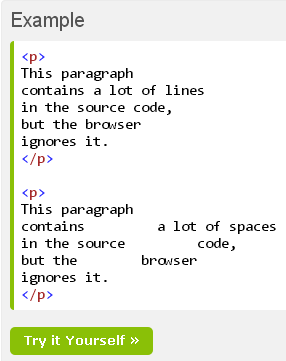 Example
<p>
This paragraph
contains a lot of lines
in the source code,
but the browser
ignores it.
</p>
<p>
This paragraph
contains         a lot of spaces
in the source         code,
but the        browser
ignores it.
</p>
Try it Yourself »